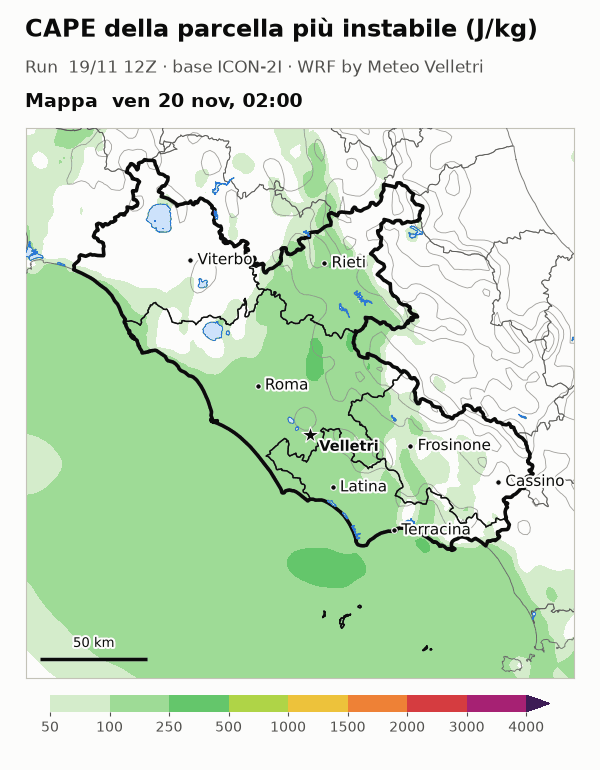 CAPE della parcella più instabile (J/kg)
Run  19/11 12Z · base ICON-2I · WRF by Meteo Velletri
Mappa  ven 20 nov, 02:00
Viterbo
Rieti
Roma
Velletri
Frosinone
Cassino
Latina
Terracina
50 km
50 100 250 500 1000 1500 2000 3000 4000